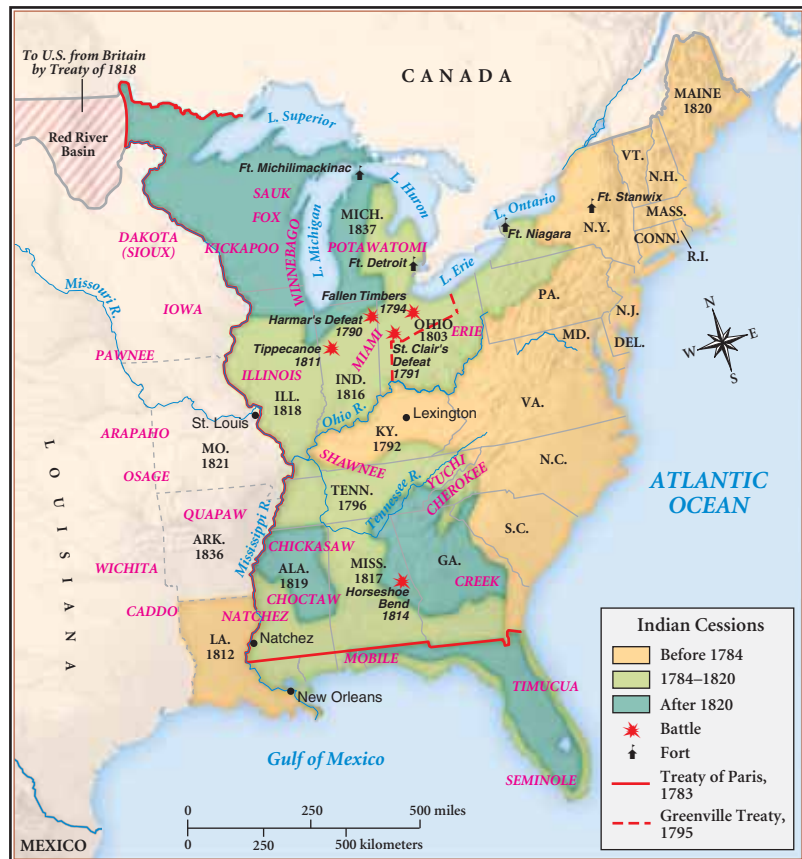 To U.S. from Britain
by Treaty of 1818
Red River
Basin
CANADA
L. Superior
MAINE
1820
Ft. Michilimackinac
L. Huron
VT.
N.H.
SAUK
FOX
MICH.
1837
L. Ontario
Ft. Stanwix
MASS.
N.Y.
CONN.
R.I.
Ft. Niagara
DAKOTA
(SIOUX)
KICKAPOO
WINNEBAGO
L. Michigan
POTAWATOMI
Ft. Detroit
L. Erie
Missouri R.
IOWA
Fallen Timbers
1794
Harmar's Defeat
1790
OHIO
1803
ERIE
PA.
N.J.
MD.
DEL.
N
W
E
S
PAWNEE
Tippecanoe
1811
MIAMI
St. Clair's
Defeat
1791
ILLINOIS
ILL.
1818
IND.
1816
Ohio R.
Lexington
VA.
St. Louis
KY.
1792
ARAPAHO
MO.
1821
SHAWNEE
YUCHI
CHEROKEE
N.C.
ATLANTIC
OCEAN
OSAGE
TENN.
1796
Tennessee R.
LOUISIANA
QUAPAW
Mississippi R.
S.C.
ARK.
1836
CHICKASAW
ALA.
1819
MISS.
1817
GA.
WICHITA
CHOCTAW
Horseshoe
Bend
1814
CREEK
CADDO
NATCHEZ
LA.
1812
Natchez
MOBILE
New Orleans
TIMUCUA
Gulf of Mexico
SEMINOLE
MEXICO
0 250 500 miles
0 250 500 kilometers
Indian Cessions
Before 1784
1784–1820
After 1820
Battle
Fort
Treaty of Paris,
1783
Greenville Treaty,
1795